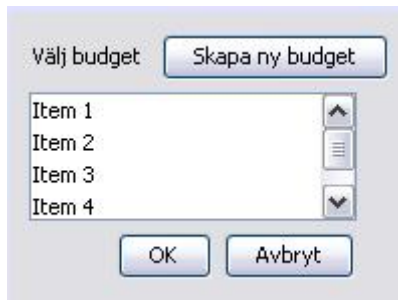 Välj budget Skapa ny budget
Item 1
Item 2
Item 3
Item 4
OK Avbryt